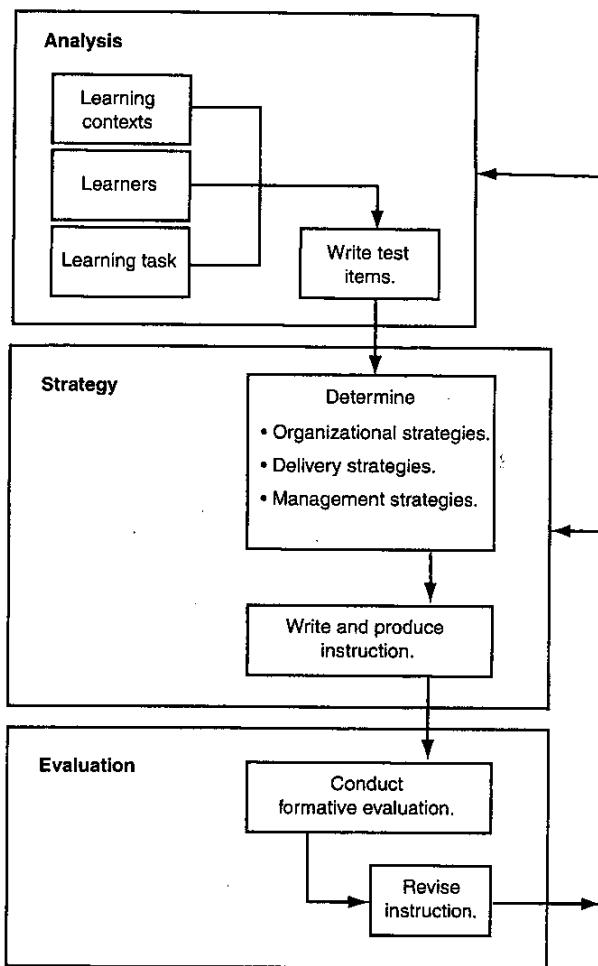 Analysis
Learning
contexts
Learners
Learning task
Write test
items.
Strategy
Determine
• Organizational strategies.
• Delivery strategies.
• Management strategies.
Write and produce
instruction.
Evaluation
Conduct
formative evaluation.
Revise
instruction.